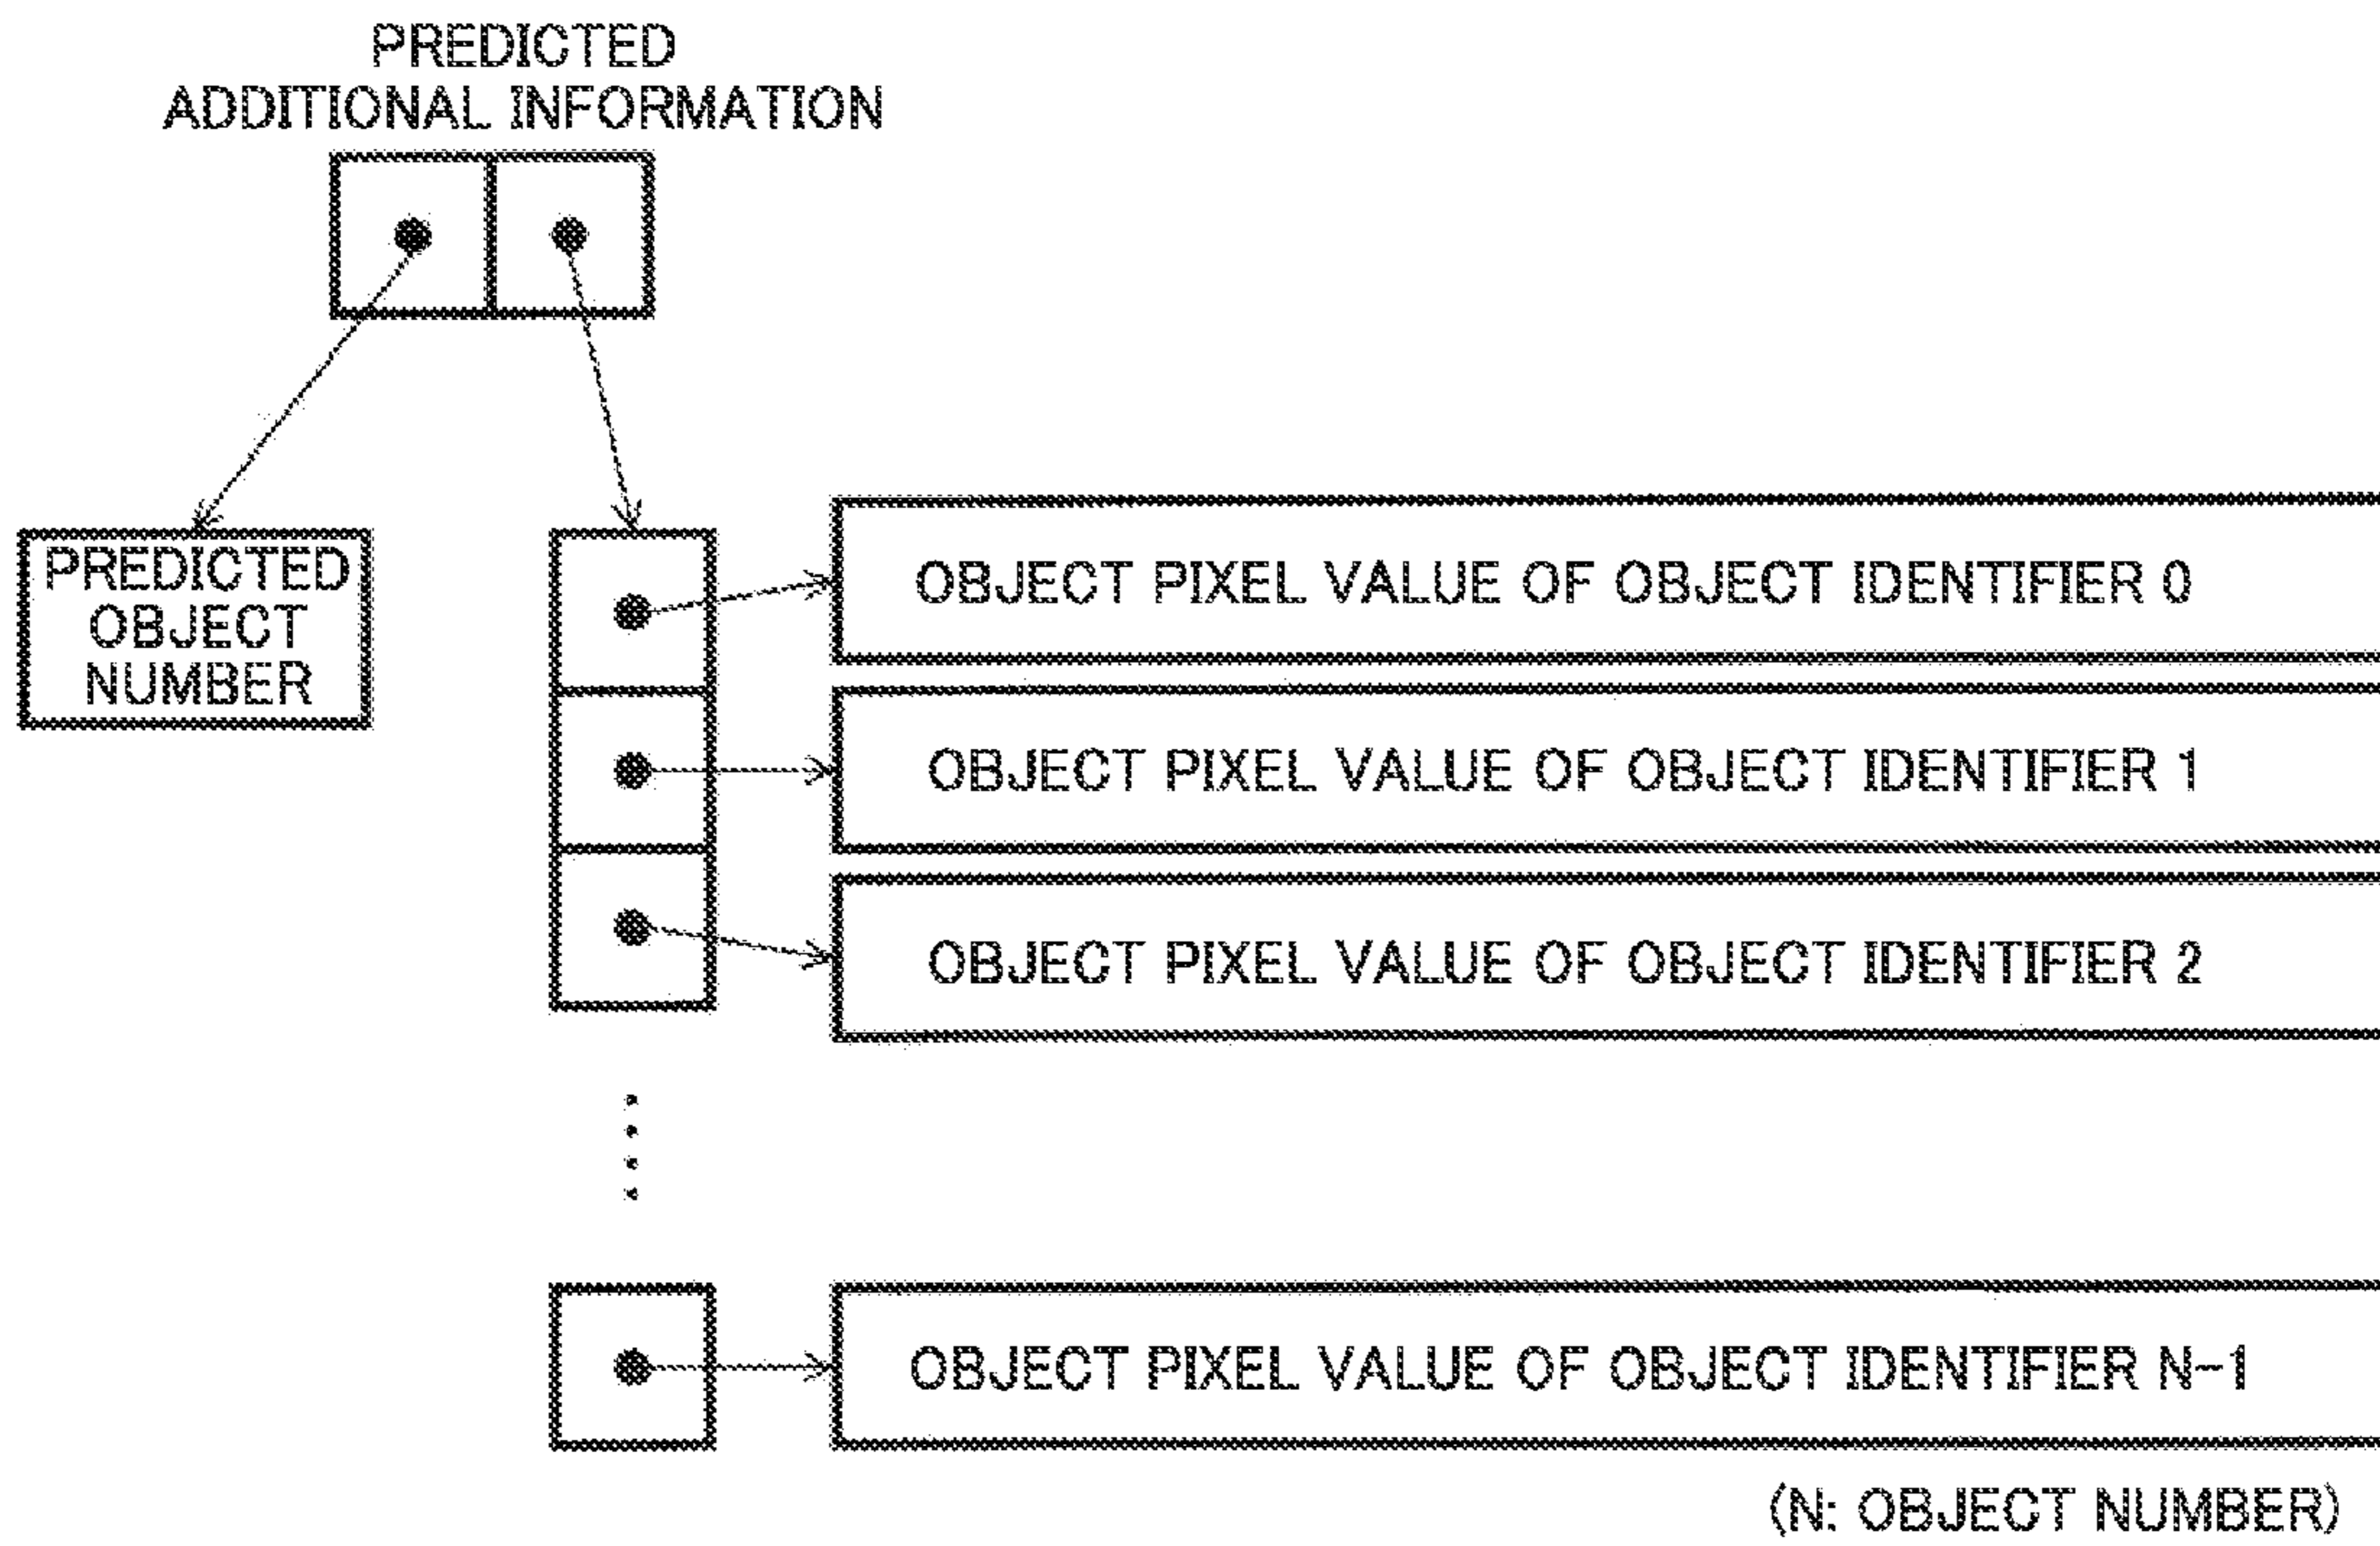 PREDICTED
ADDITIONAL INFORMATION
PREDICTED
OBJECT
NUMBER
OBJECT PIXEL VALUE OF OBJECT IDENTIFIER 0
OBJECT PIXEL VALUE OF OBJECT IDENTIFIER 1
OBJECT PIXEL VALUE OF OBJECT IDENTIFIER 2
OBJECT PIXEL VALUE OF OBJECT IDENTIFIER N-1
(N: OBJECT NUMBER)